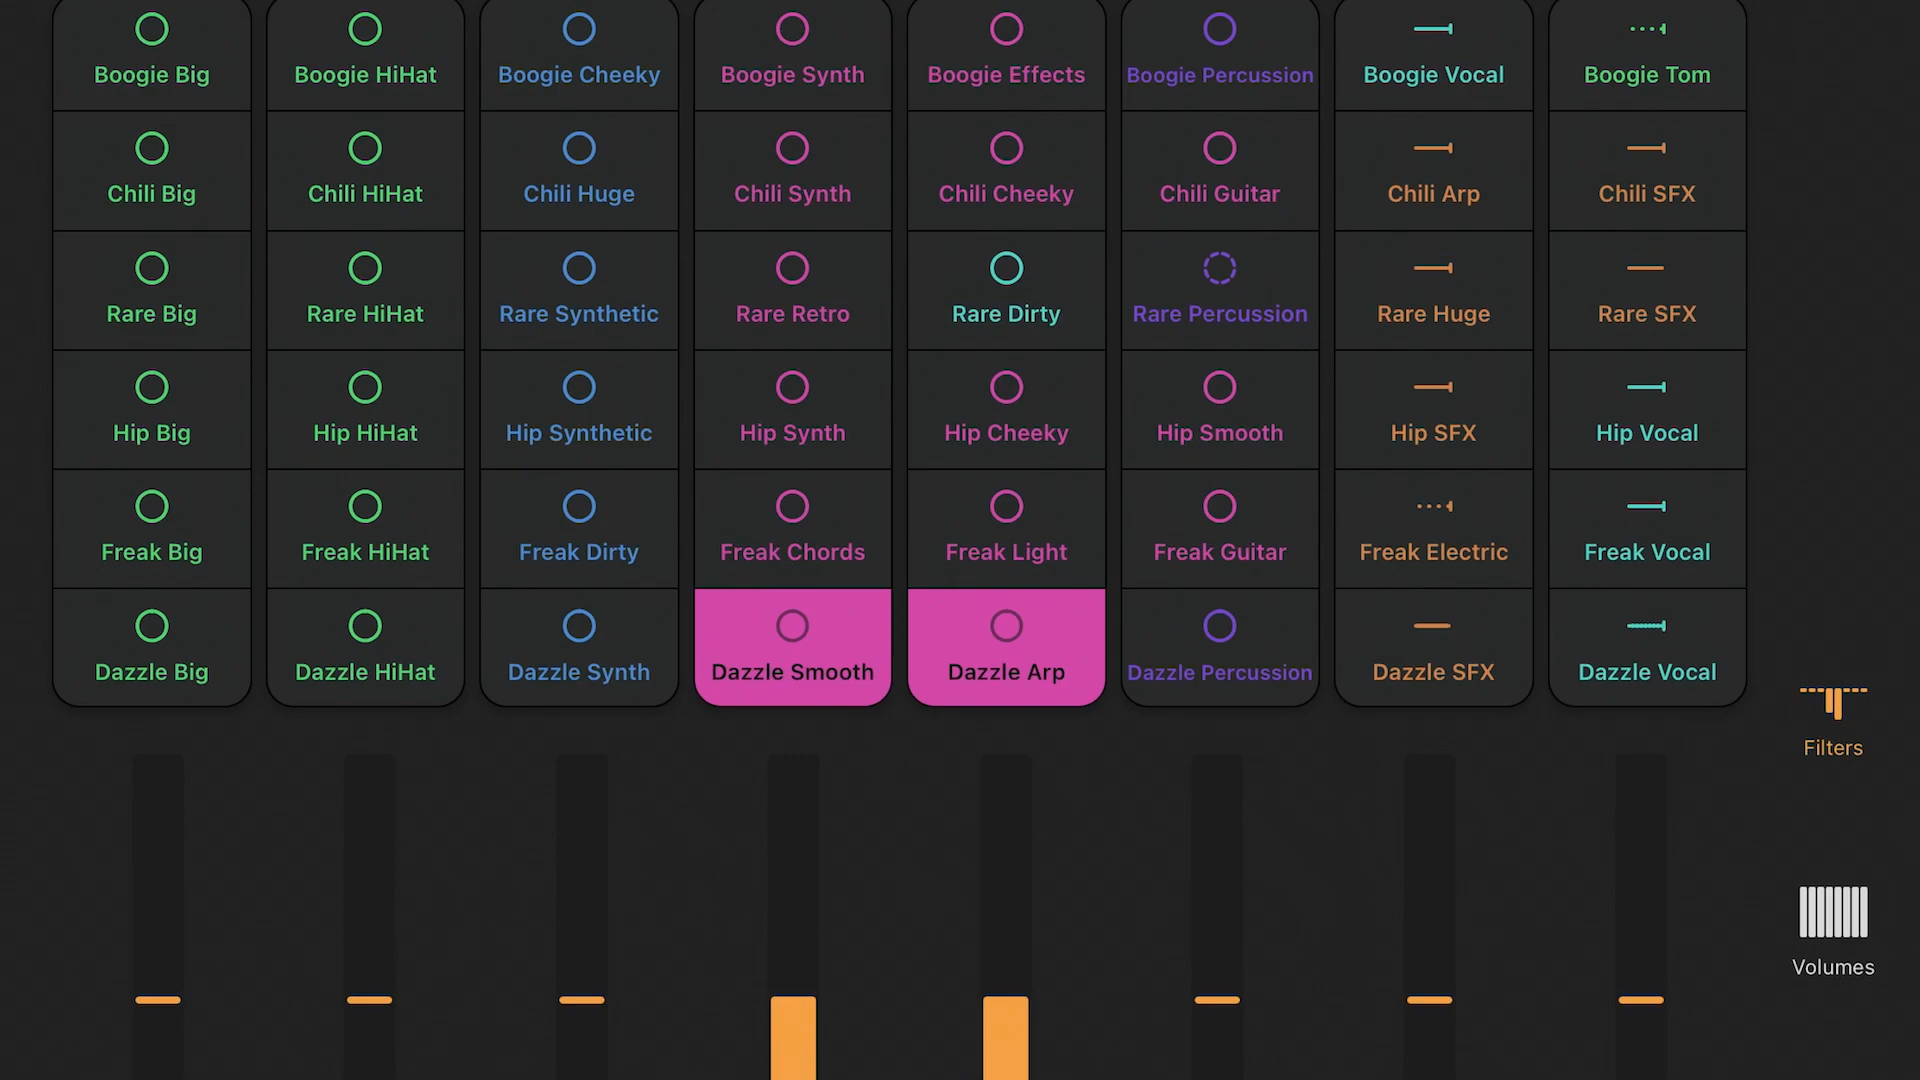 Boogie Big
Boogie HiHat
Boogie Cheeky
Boogie Synth
Boogie Effects
Boogie Percussion
Boogie Vocal
Boogie Tom
Chili Big
Chili HiHat
Chili Huge
Chili Synth
Chili Cheeky
Chili Guitar
Chili Arp
Chili SFX
Rare Big
Rare HiHat
Rare Synthetic
Rare Retro
Rare Dirty
Rare Percussion
Rare Huge
Rare SFX
Hip Big
Hip HiHat
Hip Synthetic
Hip Synth
Hip Cheeky
Hip Smooth
Hip SFX
Hip Vocal
Freak Big
Freak HiHat
Freak Dirty
Freak Chords
Freak Light
Freak Guitar
Freak Electric
Freak Vocal
Dazzle Big
Dazzle HiHat
Dazzle Synth
Dazzle Smooth
Dazzle Arp
Dazzle Percussion
Dazzle SFX
Dazzle Vocal
Filters
Volumes